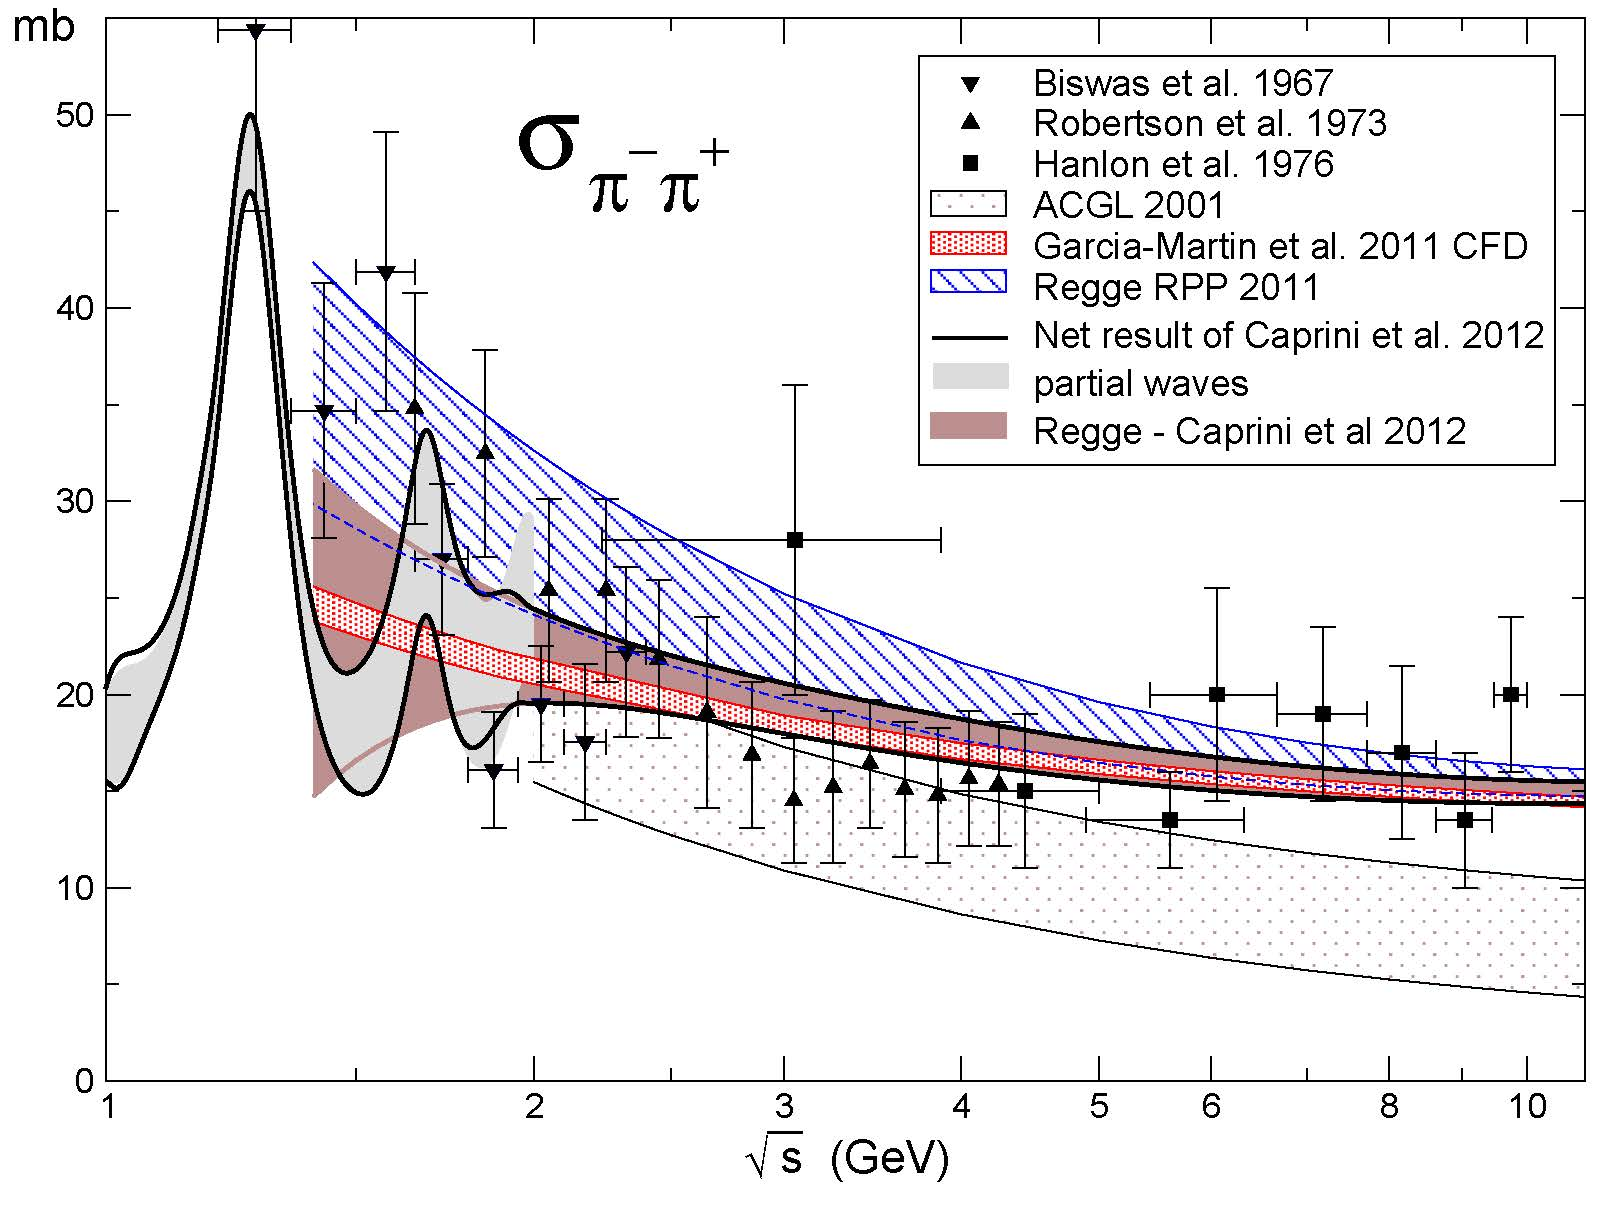 mb
50
40
30
20
10
0
σ π⁻π⁺
Biswas et al. 1967
Robertson et al. 1973
Hanlon et al. 1976
ACGL 2001
Garcia-Martin et al. 2011 CFD
Regge RPP 2011
Net result of Caprini et al. 2012
partial waves
Regge - Caprini et al 2012
1 2 3 4 5 6 8 10
√s (GeV)